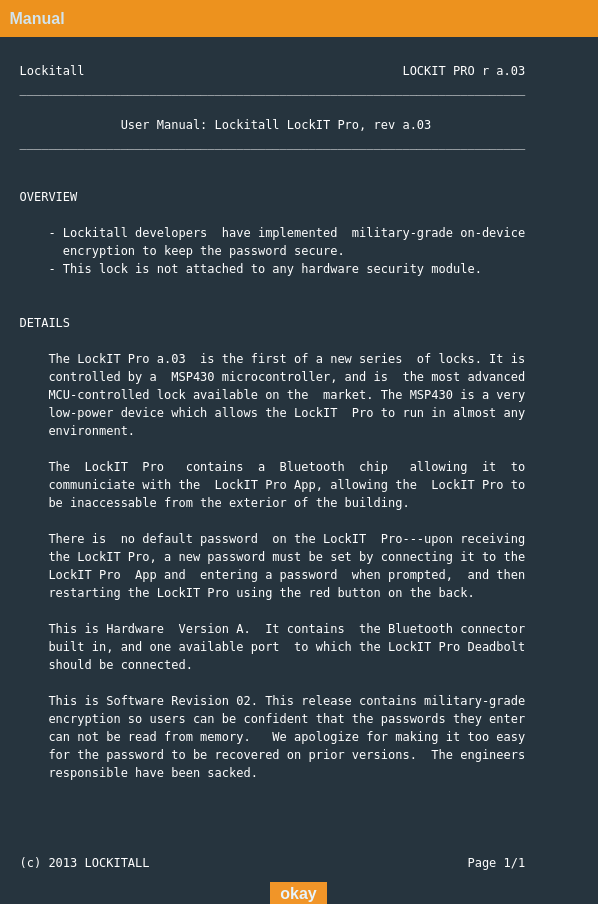 Manual
Lockitall LOCKIT PRO r a.03
User Manual: Lockitall LockIT Pro, rev a.03
OVERVIEW
- Lockitall developers  have implemented  military-grade on-device
encryption to keep the password secure.
- This lock is not attached to any hardware security module.
DETAILS
The LockIT Pro a.03  is the first of a new series  of locks. It is
controlled by a  MSP430 microcontroller, and is  the most advanced
MCU-controlled lock available on the  market. The MSP430 is a very
low-power device which allows the LockIT  Pro to run in almost any
environment.
The  LockIT  Pro   contains  a  Bluetooth  chip   allowing  it  to
communiciate with the  LockIT Pro App, allowing the  LockIT Pro to
be inaccessable from the exterior of the building.
There is  no default password  on the LockIT  Pro---upon receiving
the LockIT Pro, a new password must be set by connecting it to the
LockIT Pro  App and  entering a password  when prompted,  and then
restarting the LockIT Pro using the red button on the back.
This is Hardware  Version A.  It contains  the Bluetooth connector
built in, and one available port  to which the LockIT Pro Deadbolt
should be connected.
This is Software Revision 02. This release contains military-grade
encryption so users can be confident that the passwords they enter
can not be read from memory.   We apologize for making it too easy
for the password to be recovered on prior versions.  The engineers
responsible have been sacked.
(c) 2013 LOCKITALL Page 1/1
okay